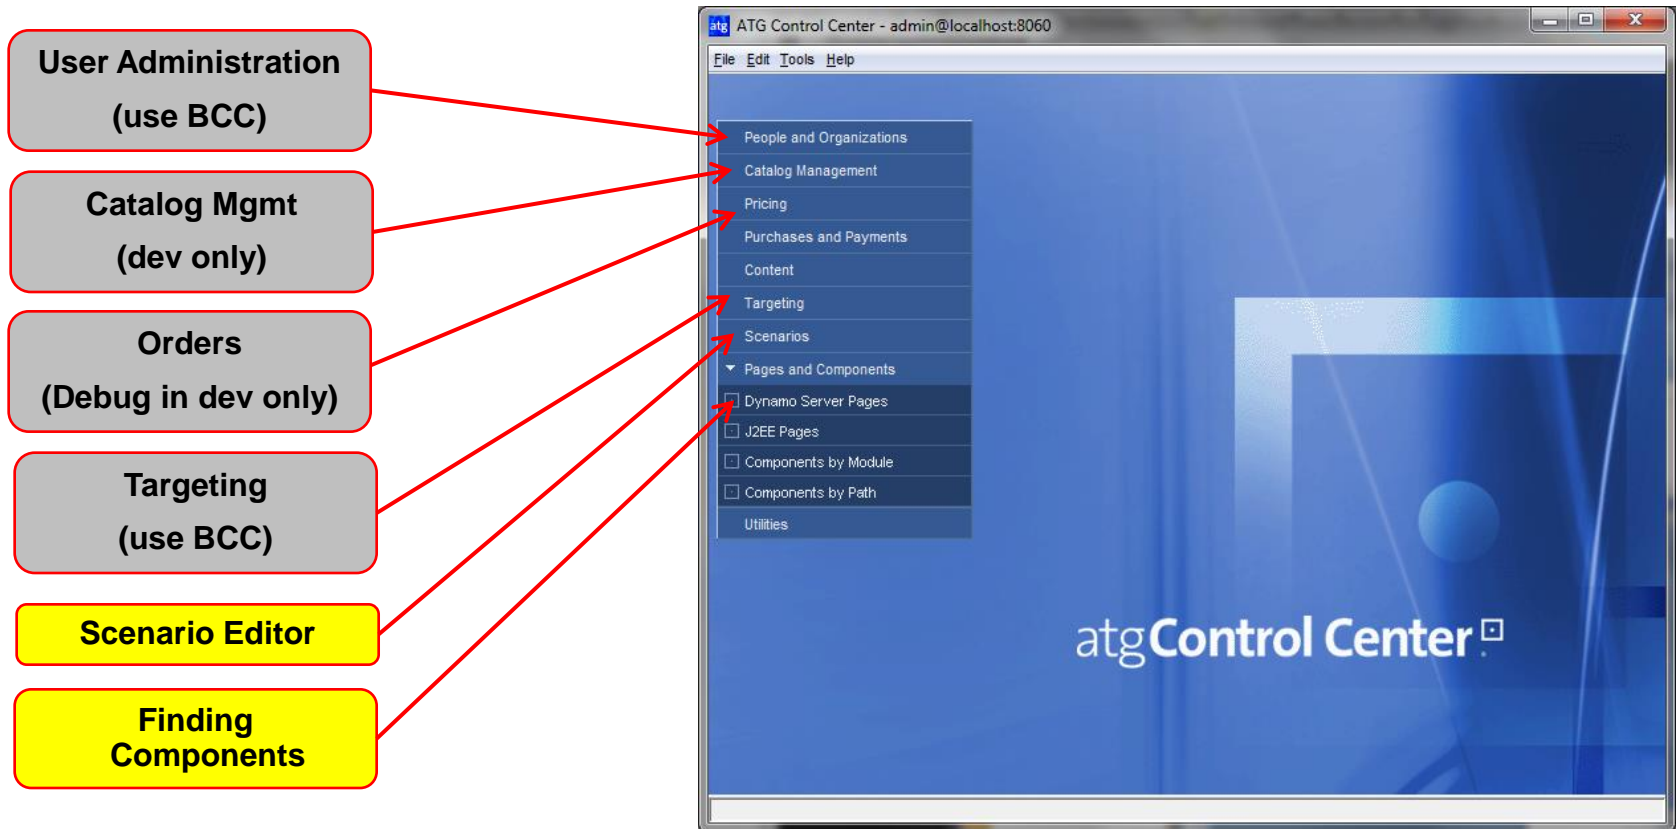 User Administration
(use BCC)
Catalog Mgmt
(dev only)
Orders
(Debug in dev only)
Targeting
(use BCC)
Scenario Editor
Finding
Components
atg ATG Control Center - admin@localhost:8060
File Edit Tools Help
People and Organizations
Catalog Management
Pricing
Purchases and Payments
Content
Targeting
Scenarios
Pages and Components
Dynamo Server Pages
J2EE Pages
Components by Module
Components by Path
Utilities
atgControl Center